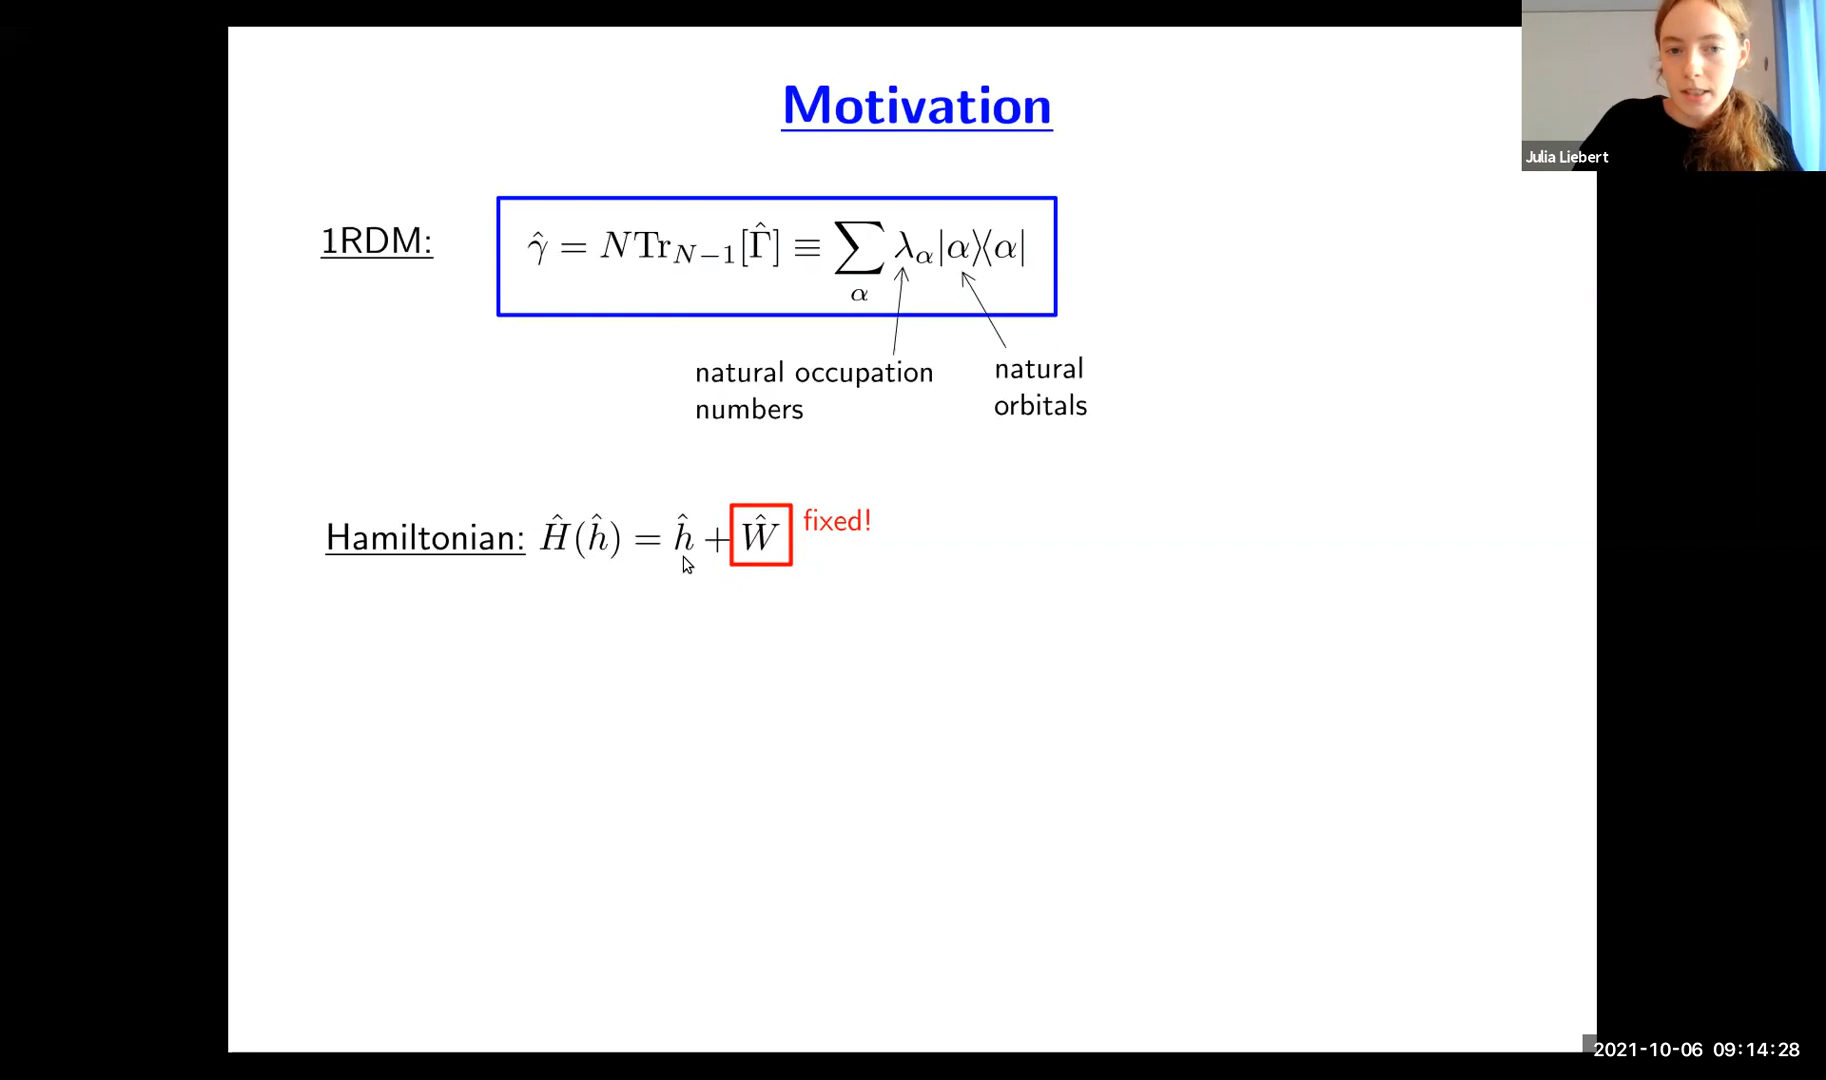 Motivation
Julia Liebert
1RDM: γ̂ = NTr_{N−1}[Γ̂] ≡ ∑_α λ_α|α⟩⟨α|
natural occupation
numbers
natural
orbitals
Hamiltonian: Ĥ(ĥ) = ĥ + Ŵ fixed!
2021-10-06 09:14:28